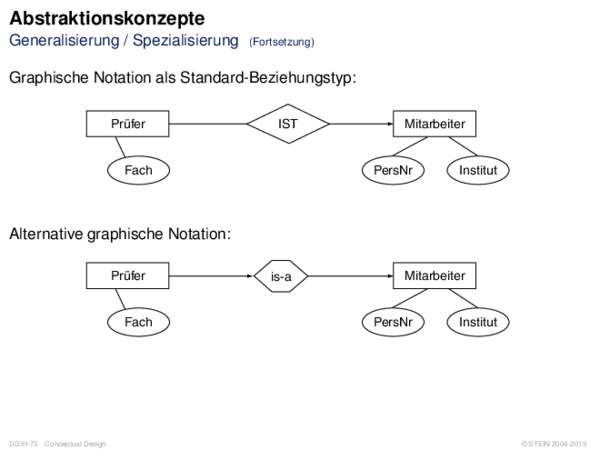 Abstraktionskonzepte
Generalisierung / Spezialisierung (Fortsetzung)
Graphische Notation als Standard-Beziehungstyp:
Prüfer IST Mitarbeiter
Fach PersNr Institut
Alternative graphische Notation:
Prüfer is-a Mitarbeiter
Fach PersNr Institut
DB:III-73 Conceptual Design © STEIN 2004-2019